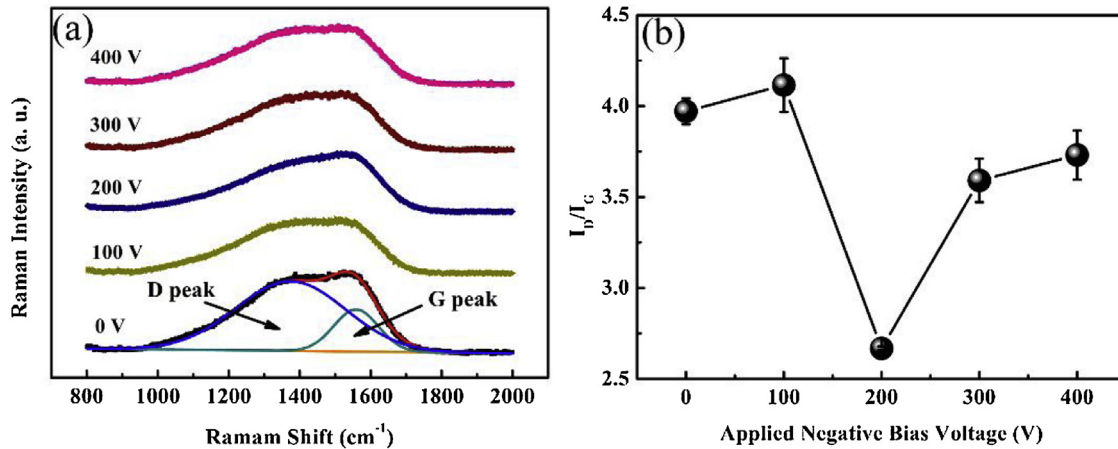 (a)
400 V
300 V
200 V
100 V
0 V
D peak
G peak
Raman Intensity (a. u.)
800 1000 1200 1400 1600 1800 2000
Ramam Shift (cm⁻¹)
(b)
4.5
4.0
3.5
3.0
2.5
I_D/I_G
0 100 200 300 400
Applied Negative Bias Voltage (V)